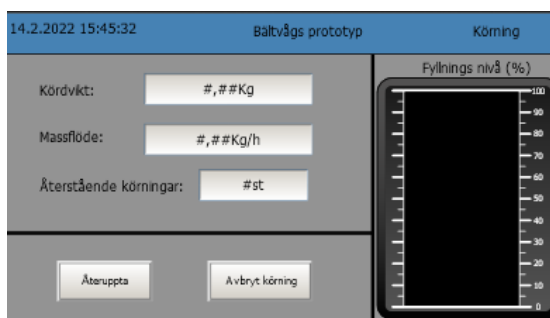 14.2.2022 15:45:32 Bältvågs prototyp Körning
Kördvikt: #,##Kg
Massflöde: #,##Kg/h
Återstående körningar: #st
Återuppta Avbryt körning
Fyllnings nivå (%)
100
90
80
70
60
50
40
30
20
10
0